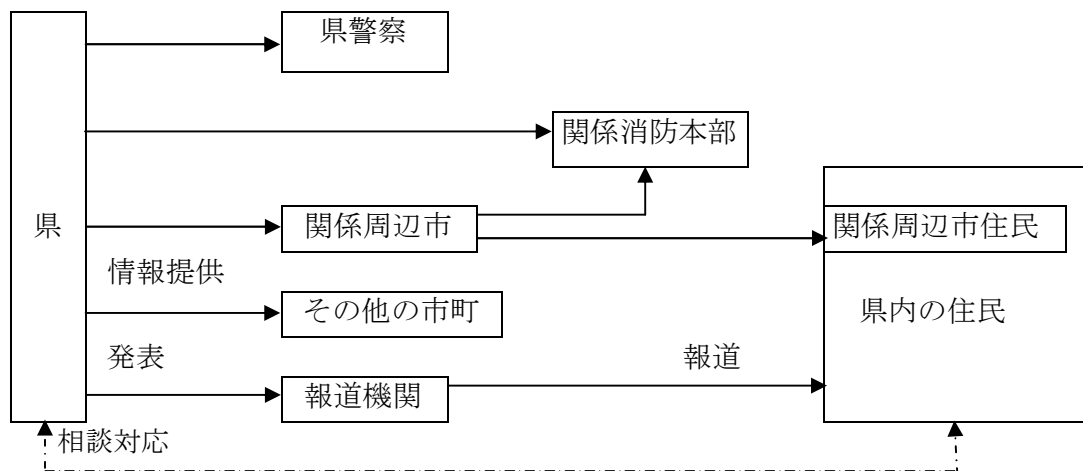 県警察
関係消防本部
県
関係周辺市
関係周辺市住民
情報提供
その他の市町
県内の住民
発表
報道
報道機関
相談対応